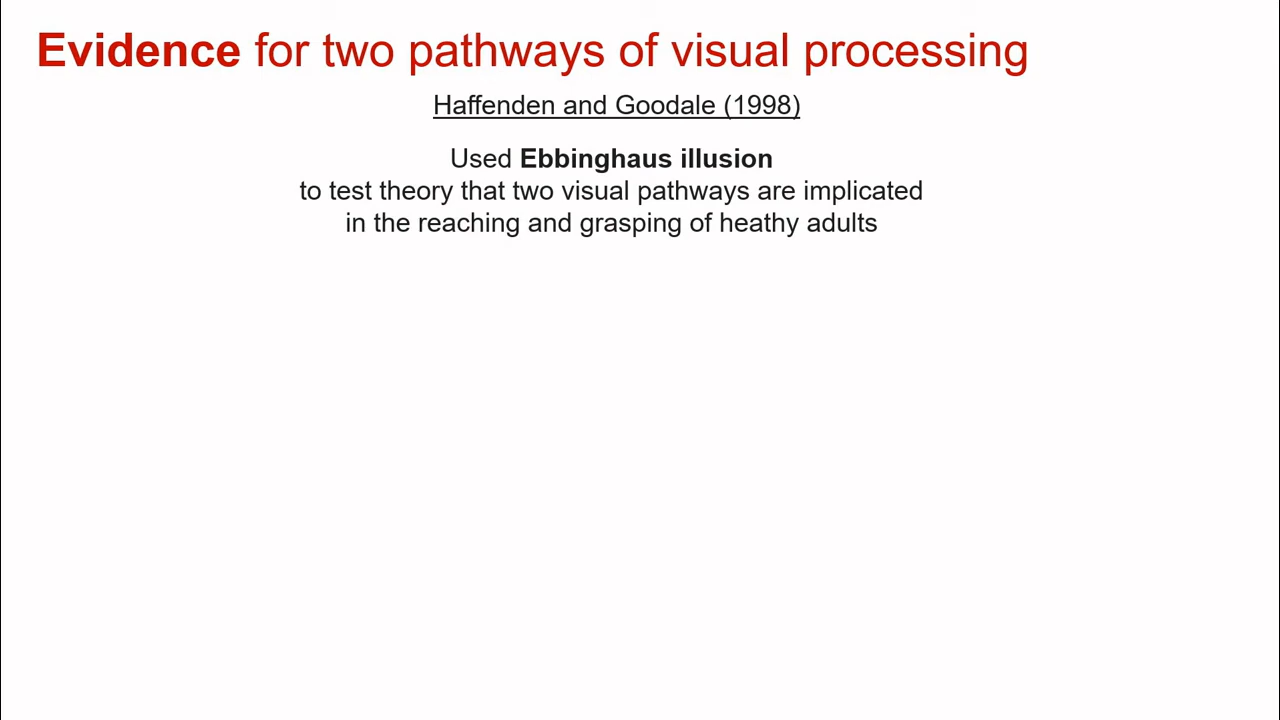 Evidence for two pathways of visual processing
Haffenden and Goodale (1998)
Used Ebbinghaus illusion
to test theory that two visual pathways are implicated
in the reaching and grasping of heathy adults